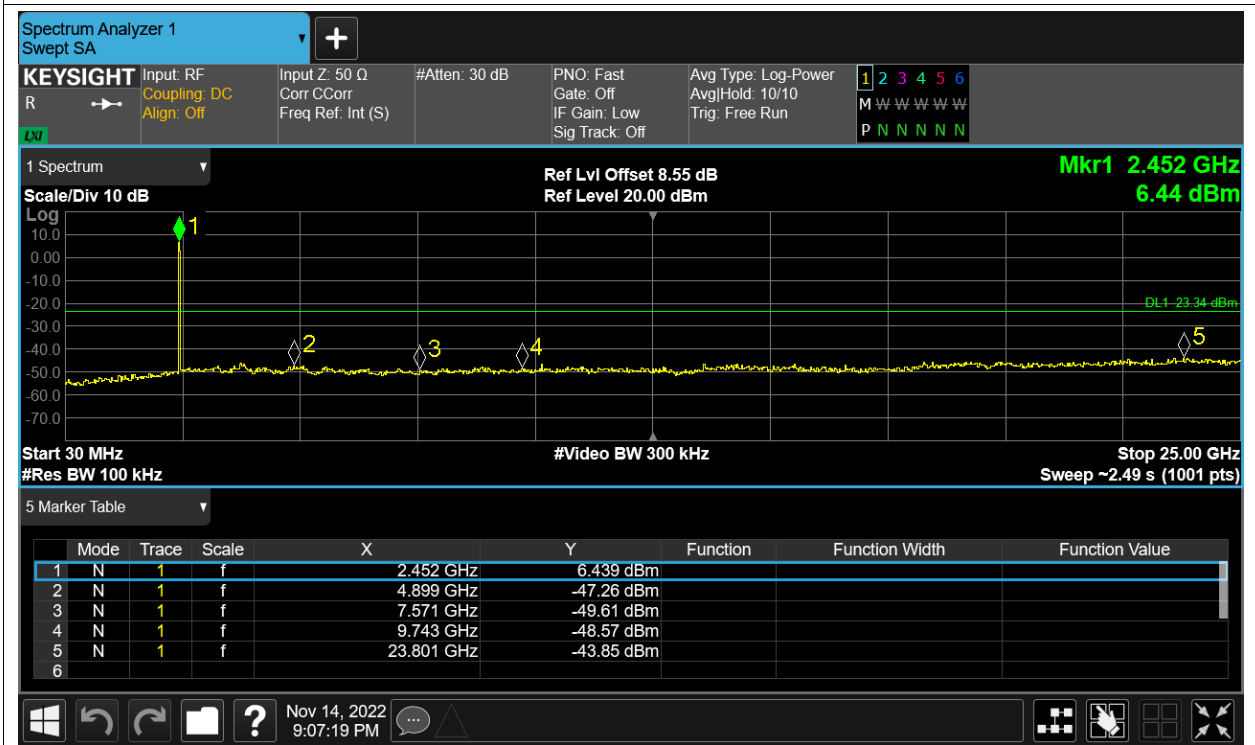 Spectrum Analyzer 1
Swept SA
+
KEYSIGHT Input: RF Input Z: 50 Ω #Atten: 30 dB PNO: Fast Avg Type: Log-Power 1 2 3 4 5 6
R Coupling: DC Corr CCorr Gate: Off Avg|Hold: 10/10 M W W W W W
Align: Off Freq Ref: Int (S) IF Gain: Low Trig: Free Run
LXI Sig Track: Off P N N N N N
1 Spectrum Ref Lvl Offset 8.55 dB Mkr1 2.452 GHz
Scale/Div 10 dB Ref Level 20.00 dBm 6.44 dBm
Log
1
10.0
0.00
-10.0
-20.0 DL1 23.34 dBm
-30.0
2 3 4 5
-40.0
-50.0
-60.0
-70.0
Start 30 MHz #Video BW 300 kHz Stop 25.00 GHz
#Res BW 100 kHz Sweep ~2.49 s (1001 pts)
5 Marker Table
Mode Trace Scale X Y Function Function Width Function Value
1 N 1 f 2.452 GHz 6.439 dBm
2 N 1 f 4.899 GHz -47.26 dBm
3 N 1 f 7.571 GHz -49.61 dBm
4 N 1 f 9.743 GHz -48.57 dBm
5 N 1 f 23.801 GHz -43.85 dBm
6
? Nov 14, 2022
9:07:19 PM